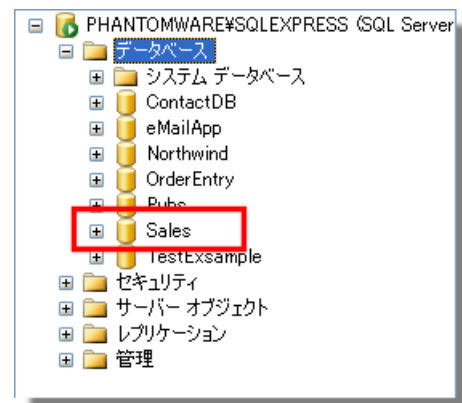 PHANTOMWARE¥SQLEXPRESS (SQL Server
データベース
システム データベース
ContactDB
eMailApp
Northwind
OrderEntry
Pubs
Sales
TestExsample
セキュリティ
サーバー オブジェクト
レプリケーション
管理